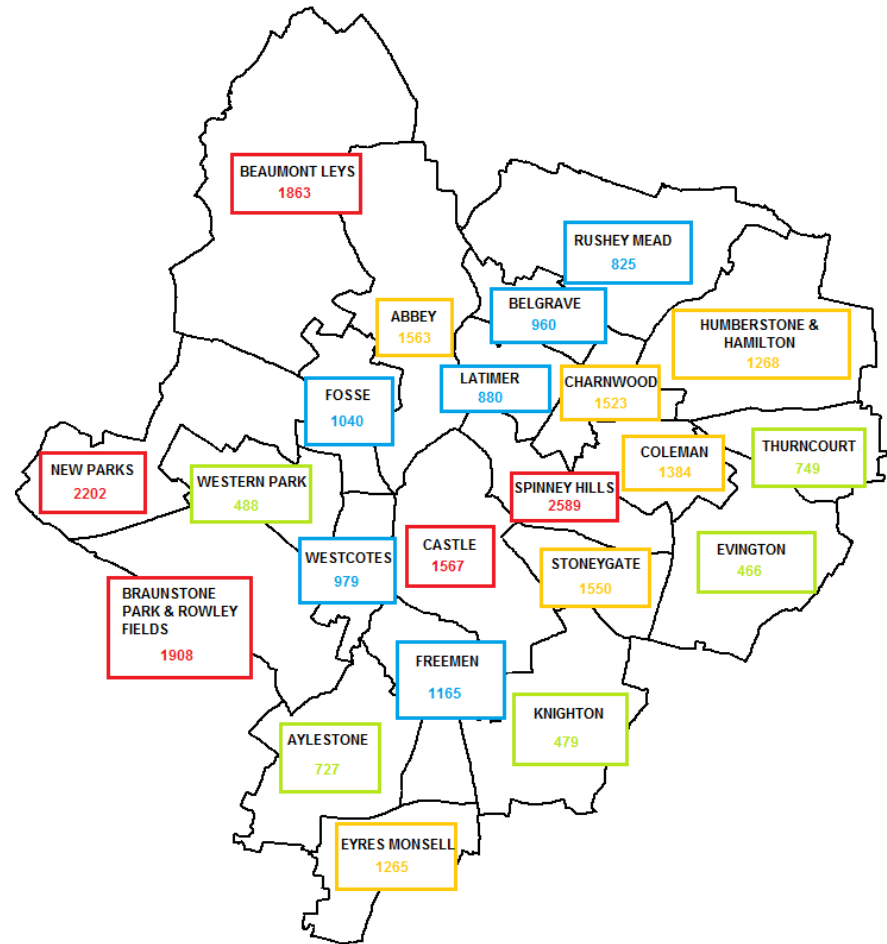 BEAUMONT LEYS
1863
RUSHEY MEAD
825
BELGRAVE
960
ABBEY
1563
HUMBERSTONE &
HAMILTON
1268
LATIMER
880
CHARNWOOD
1523
FOSSE
1040
THURNCOURT
749
COLEMAN
1384
NEW PARKS
2202
WESTERN PARK
488
SPINNEY HILLS
2589
CASTLE
1567
EVINGTON
466
WESTCOTES
979
STONEYGATE
1550
BRAUNSTONE
PARK & ROWLEY
FIELDS
1908
FREEMEN
1165
KNIGHTON
479
AYLESTONE
727
EYRES MONSELL
1265